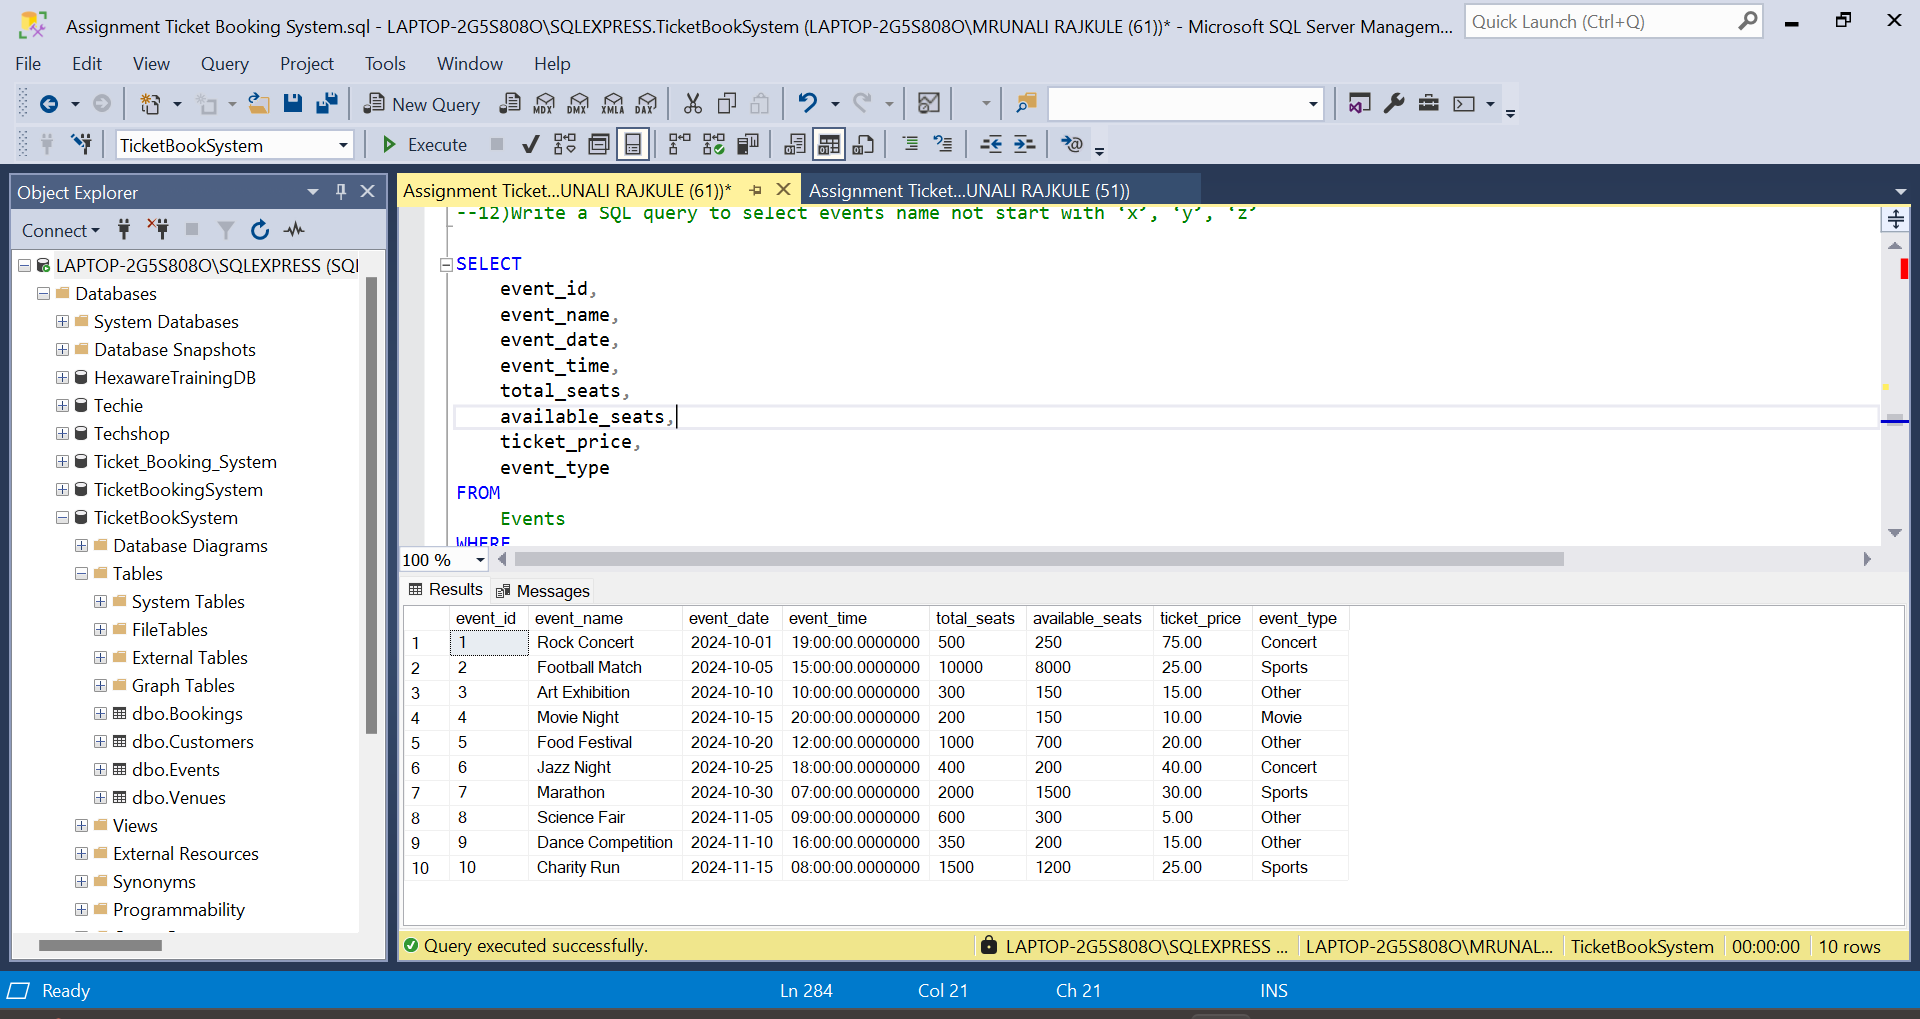 Assignment Ticket Booking System.sql - LAPTOP-2G5S808O\SQLEXPRESS.TicketBookSystem (LAPTOP-2G5S808O\MRUNALI RAJKULE (61))* - Microsoft SQL Server Managem...
Quick Launch (Ctrl+Q)
File Edit View Query Project Tools Window Help
New Query MDX DMX XMLA DAX
TicketBookSystem Execute
Object Explorer
Connect
LAPTOP-2G5S808O\SQLEXPRESS (SQL
Databases
System Databases
Database Snapshots
HexawareTrainingDB
Techie
Techshop
Ticket_Booking_System
TicketBookingSystem
TicketBookSystem
Database Diagrams
Tables
System Tables
FileTables
External Tables
Graph Tables
dbo.Bookings
dbo.Customers
dbo.Events
dbo.Venues
Views
External Resources
Synonyms
Programmability
Assignment Ticket...UNALI RAJKULE (61))* Assignment Ticket...UNALI RAJKULE (51))
--12)Write a SQL query to select events name not start with ‘x’, ‘y’, ‘z’
SELECT
event_id,
event_name,
event_date,
event_time,
total_seats,
available_seats,
ticket_price,
event_type
FROM
Events
WHERE
100 %
Results Messages
event_id event_name event_date event_time total_seats available_seats ticket_price event_type
1 1 Rock Concert 2024-10-01 19:00:00.0000000 500 250 75.00 Concert
2 2 Football Match 2024-10-05 15:00:00.0000000 10000 8000 25.00 Sports
3 3 Art Exhibition 2024-10-10 10:00:00.0000000 300 150 15.00 Other
4 4 Movie Night 2024-10-15 20:00:00.0000000 200 150 10.00 Movie
5 5 Food Festival 2024-10-20 12:00:00.0000000 1000 700 20.00 Other
6 6 Jazz Night 2024-10-25 18:00:00.0000000 400 200 40.00 Concert
7 7 Marathon 2024-10-30 07:00:00.0000000 2000 1500 30.00 Sports
8 8 Science Fair 2024-11-05 09:00:00.0000000 600 300 5.00 Other
9 9 Dance Competition 2024-11-10 16:00:00.0000000 350 200 15.00 Other
10 10 Charity Run 2024-11-15 08:00:00.0000000 1500 1200 25.00 Sports
Query executed successfully. LAPTOP-2G5S808O\SQLEXPRESS ... LAPTOP-2G5S808O\MRUNAL... TicketBookSystem 00:00:00 10 rows
Ready Ln 284 Col 21 Ch 21 INS